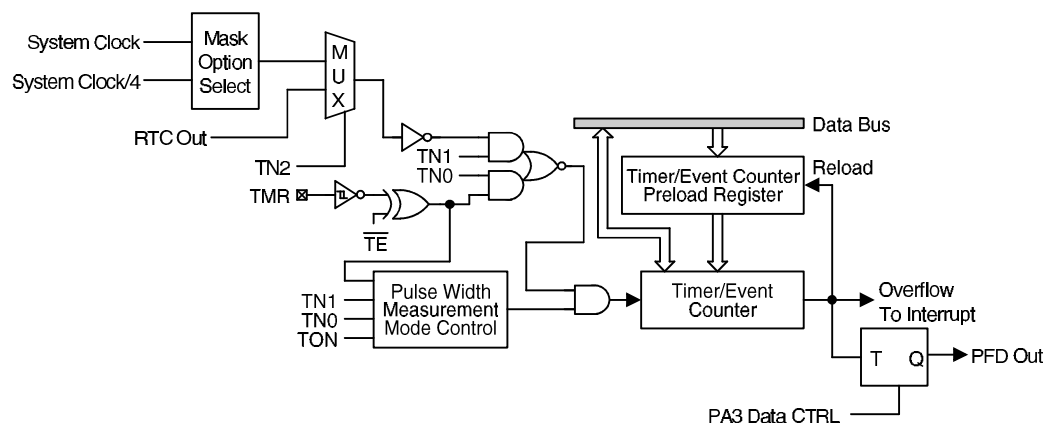 System Clock
System Clock/4
Mask
Option
Select
M
U
X
RTC Out
TN2
TN1
TN0
TMR
TE
Data Bus
Timer/Event Counter
Preload Register
Reload
TN1
TN0
TON
Pulse Width
Measurement
Mode Control
Timer/Event
Counter
Overflow
To Interrupt
T
Q
PFD Out
PA3 Data CTRL